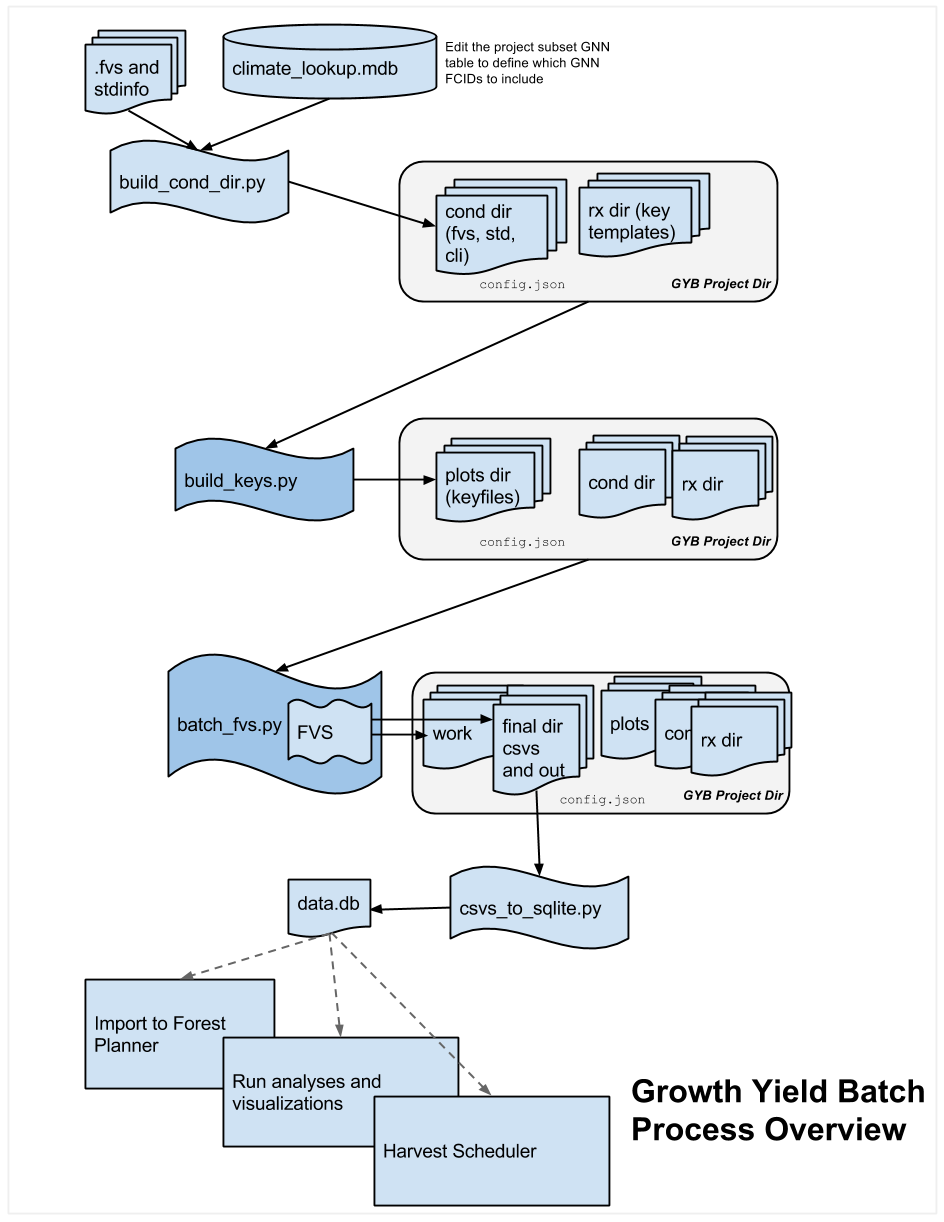 .fvs and
stdinfo
climate_lookup.mdb
Edit the project subset GNN
table to define which GNN
FCIDs to include
build_cond_dir.py
cond dir
(fvs, std,
cli)
rx dir (key
templates)
config.json
GYB Project Dir
build_keys.py
plots dir
(keyfiles)
cond dir
rx dir
config.json
GYB Project Dir
batch_fvs.py
FVS
work
final dir
csvs
and out
plots
cor
rx dir
config.json
GYB Project Dir
data.db
csvs_to_sqlite.py
Import to Forest
Planner
Run analyses and
visualizations
Harvest Scheduler
Growth Yield Batch
Process Overview